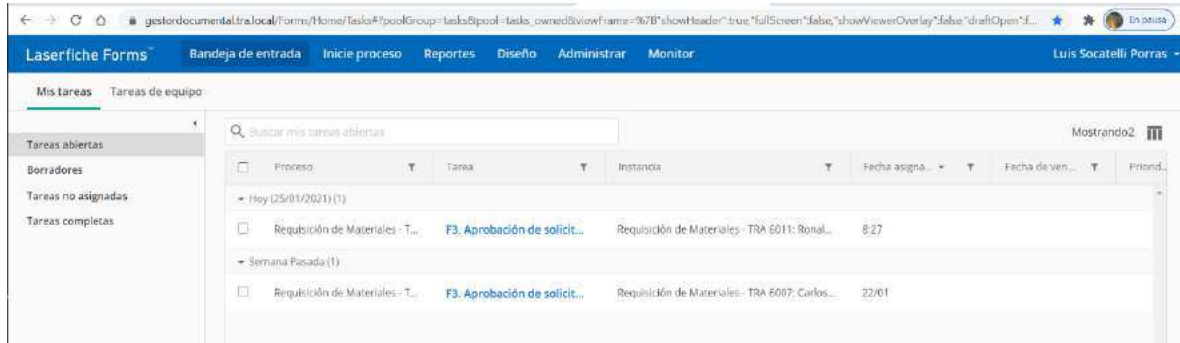 gestordocumental.tra.local/Forms/Home/Tasks#?poolGroup=tasks&pool=tasks_owned&viewFrame=%7B"showHeader":true,"fullScreen":false,"showViewerOverlay":false,"draftOpen":f... En pausa
Laserfiche Forms™ Bandeja de entrada Inicie proceso Reportes Diseño Administrar Monitor Luis Socatelli Porras
Mis tareas Tareas de equipo
Buscar mis tareas abiertas Mostrando2
Tareas abiertas
Proceso Tarea Instancia Fecha asigna... Fecha de ven... Priorid...
Borradores
Tareas no asignadas
Hoy (25/01/2021) (1)
Tareas completas
Requisición de Materiales - T... F3. Aprobación de solicit... Requisición de Materiales - TRA 6011: Ronal... 8:27
Semana Pasada (1)
Requisición de Materiales - T... F3. Aprobación de solicit... Requisición de Materiales - TRA 6007: Carlos... 22/01